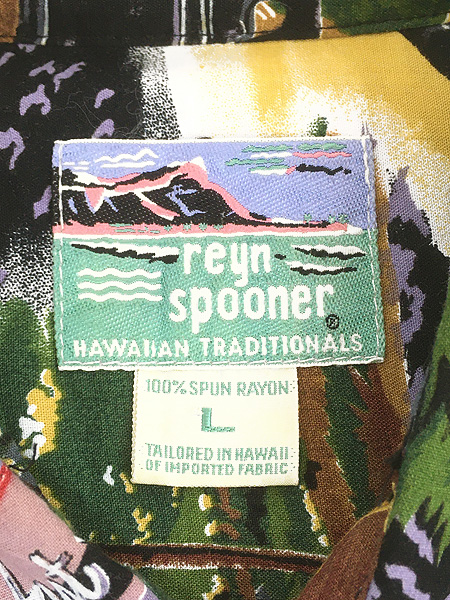 reyn
spooner®
HAWAIIAN TRADITIONALS
100% SPUN RAYON
L
TAILORED IN HAWAII
OF IMPORTED FABRIC